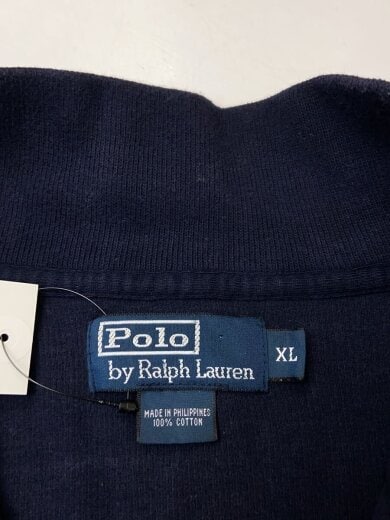 Polo
by Ralph Lauren
XL
MADE IN PHILIPPINES
100% COTTON